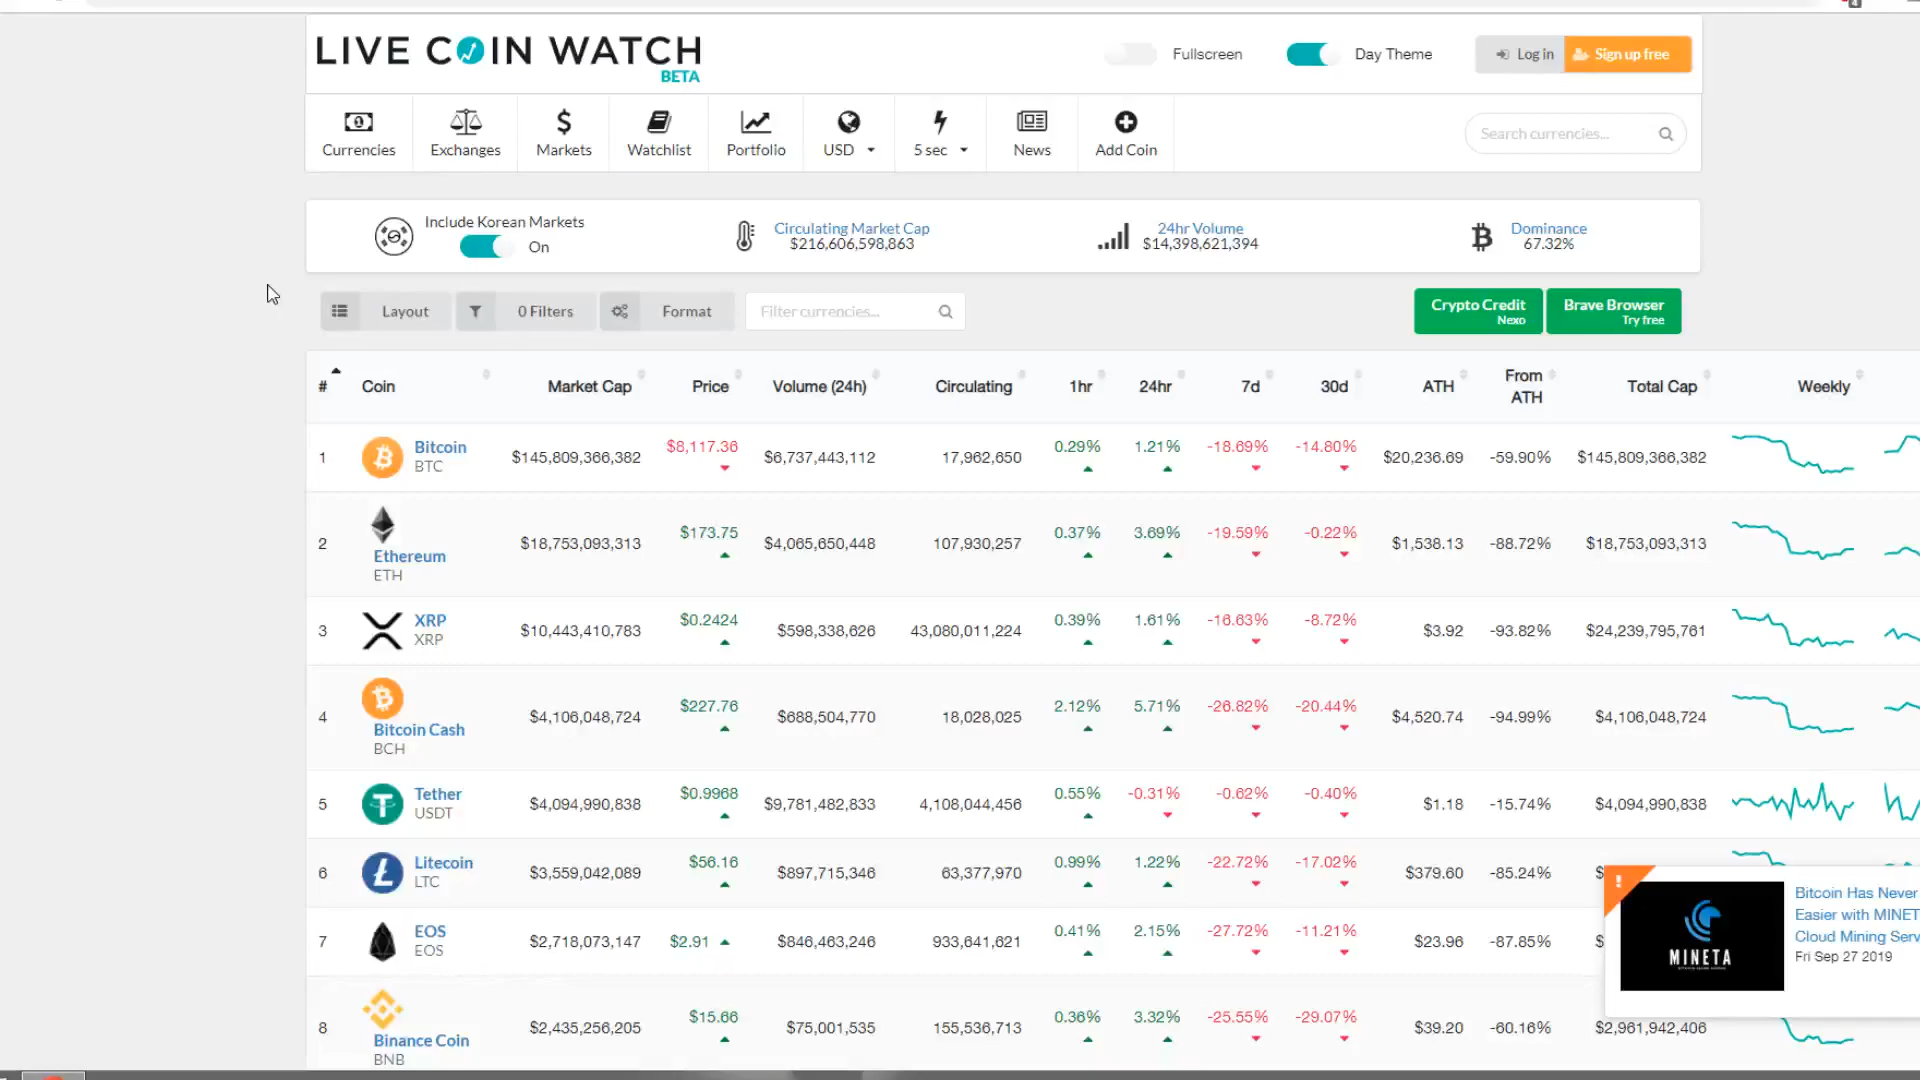 LIVE COIN WATCH
BETA
Fullscreen
Day Theme
Log in
Sign up free
Currencies
Exchanges
Markets
Watchlist
Portfolio
USD
5 sec
News
Add Coin
Search currencies...
Include Korean Markets
On
Circulating Market Cap
$216,606,598,863
24hr Volume
$14,398,621,394
Dominance
67.32%
Layout
0 Filters
Format
Filter currencies...
Crypto Credit
Nexo
Brave Browser
Try free
# Coin Market Cap Price Volume (24h) Circulating 1hr 24hr 7d 30d ATH From ATH Total Cap Weekly
1 Bitcoin BTC $145,809,366,382 $8,117.36 $6,737,443,112 17,962,650 0.29% 1.21% -18.69% -14.80% $20,236.69 -59.90% $145,809,366,382
2 Ethereum ETH $18,753,093,313 $173.75 $4,065,650,448 107,930,257 0.37% 3.69% -19.59% -0.22% $1,538.13 -88.72% $18,753,093,313
3 XRP XRP $10,443,410,783 $0.2424 $598,338,626 43,080,011,224 0.39% 1.61% -16.63% -8.72% $3.92 -93.82% $24,239,795,761
4 Bitcoin Cash BCH $4,106,048,724 $227.76 $688,504,770 18,028,025 2.12% 5.71% -26.82% -20.44% $4,520.74 -94.99% $4,106,048,724
5 Tether USDT $4,094,990,838 $0.9968 $9,781,482,833 4,108,044,456 0.55% -0.31% -0.62% -0.40% $1.18 -15.74% $4,094,990,838
6 Litecoin LTC $3,559,042,089 $56.16 $897,715,346 63,377,970 0.99% 1.22% -22.72% -17.02% $379.60 -85.24% $
7 EOS EOS $2,718,073,147 $2.91 $846,463,246 933,641,621 0.41% 2.15% -27.72% -11.21% $23.96 -87.85% $
8 Binance Coin BNB $2,435,256,205 $15.66 $75,001,535 155,536,713 0.36% 3.32% -25.55% -29.07% $39.20 -60.16% $2,961,942,406
MINETA
Bitcoin Has Never
Easier with MINET
Cloud Mining Serv
Fri Sep 27 2019